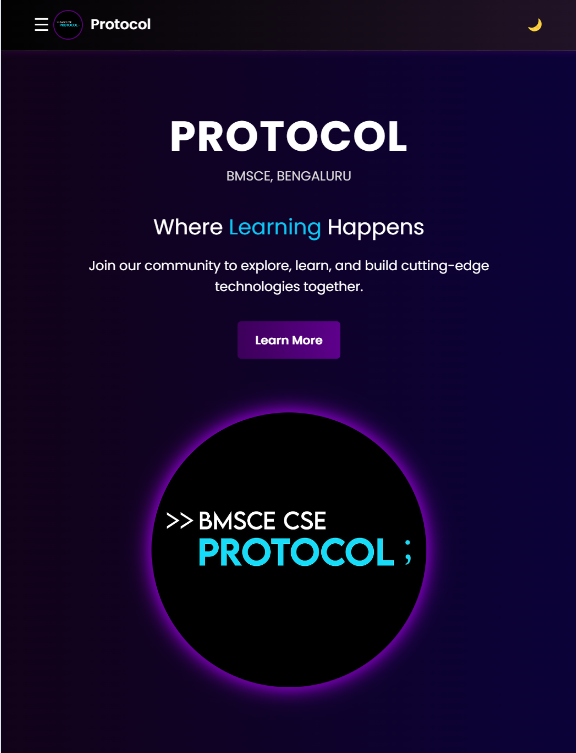 Protocol
PROTOCOL
BMSCE, BENGALURU
Where Learning Happens
Join our community to explore, learn, and build cutting-edge
technologies together.
Learn More
>> BMSCE CSE
PROTOCOL ;